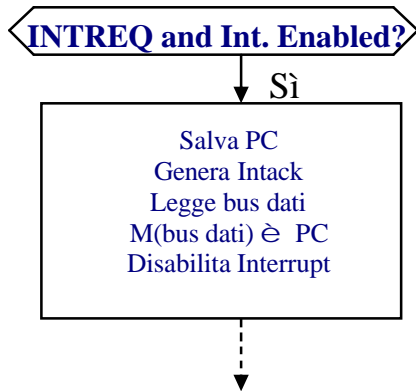 INTREQ and Int. Enabled?
Sì
Salva PC
Genera Intack
Legge bus dati
M(bus dati) è PC
Disabilita Interrupt